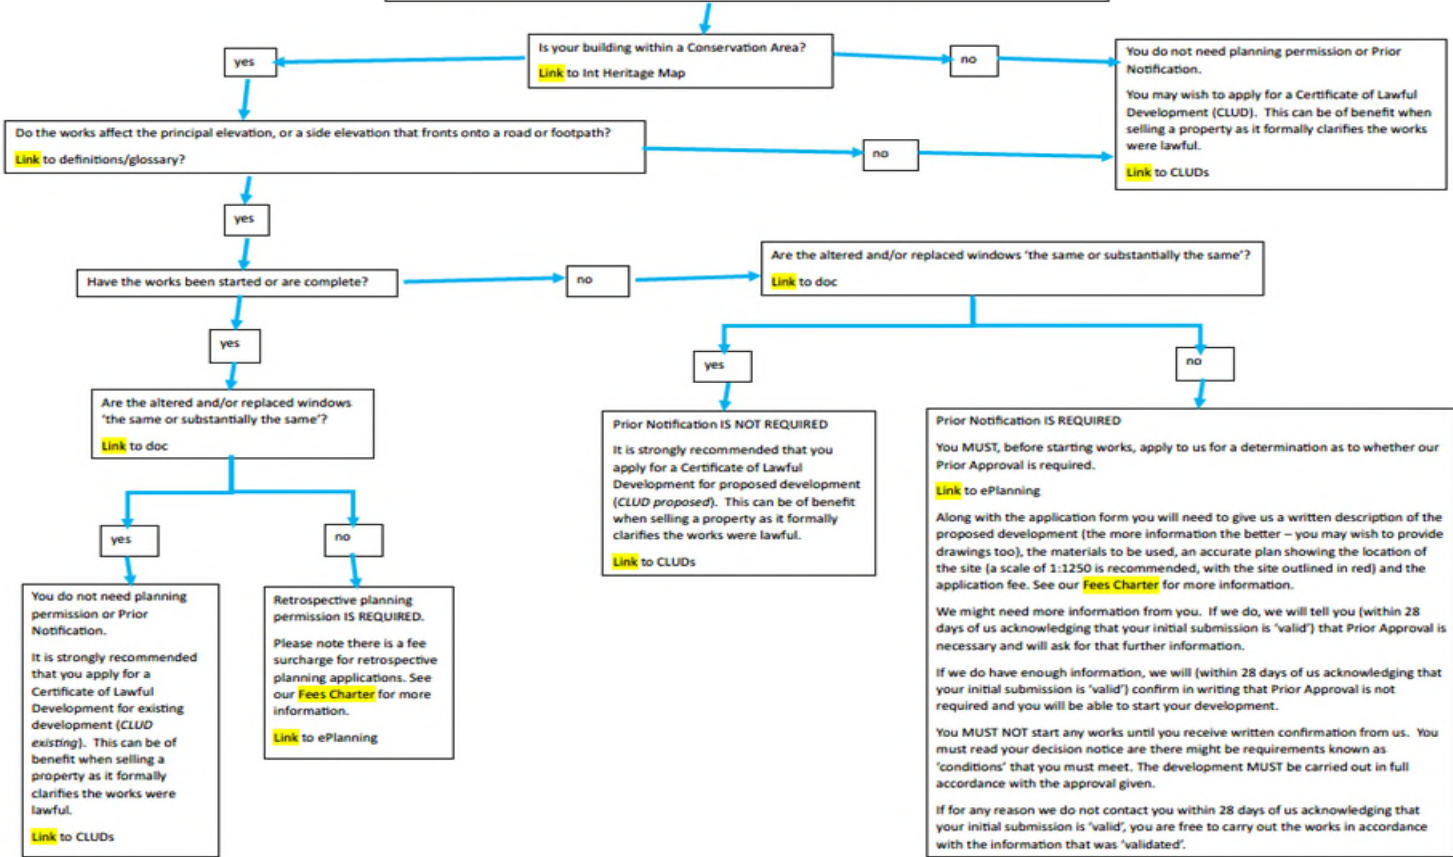 Is your building within a Conservation Area?
Link to Int Heritage Map
yes
no
You do not need planning permission or Prior
Notification.
You may wish to apply for a Certificate of Lawful
Development (CLUD). This can be of benefit when
selling a property as it formally clarifies the works
were lawful.
Link to CLUDs
Do the works affect the principal elevation, or a side elevation that fronts onto a road or footpath?
Link to definitions/glossary?
no
yes
Have the works been started or are complete?
no
Are the altered and/or replaced windows 'the same or substantially the same'?
Link to doc
yes
Are the altered and/or replaced windows
'the same or substantially the same'?
Link to doc
yes
no
You do not need planning
permission or Prior
Notification.
It is strongly recommended
that you apply for a
Certificate of Lawful
Development for existing
development (CLUD
existing). This can be of
benefit when selling a
property as it formally
clarifies the works were
lawful.
Link to CLUDs
Retrospective planning
permission IS REQUIRED.
Please note there is a fee
surcharge for retrospective
planning applications. See
our Fees Charter for more
information.
Link to ePlanning
yes
no
Prior Notification IS NOT REQUIRED
It is strongly recommended that you
apply for a Certificate of Lawful
Development for proposed development
(CLUD proposed). This can be of benefit
when selling a property as it formally
clarifies the works were lawful.
Link to CLUDs
Prior Notification IS REQUIRED
You MUST, before starting works, apply to us for a determination as to whether our
Prior Approval is required.
Link to ePlanning
Along with the application form you will need to give us a written description of the
proposed development (the more information the better – you may wish to provide
drawings too), the materials to be used, an accurate plan showing the location of
the site (a scale of 1:1250 is recommended, with the site outlined in red) and the
application fee. See our Fees Charter for more information.
We might need more information from you. If we do, we will tell you (within 28
days of us acknowledging that your initial submission is 'valid') that Prior Approval is
necessary and will ask for that further information.
If we do have enough information, we will (within 28 days of us acknowledging that
your initial submission is 'valid') confirm in writing that Prior Approval is not
required and you will be able to start your development.
You MUST NOT start any works until you receive written confirmation from us. You
must read your decision notice are there might be requirements known as
'conditions' that you must meet. The development MUST be carried out in full
accordance with the approval given.
If for any reason we do not contact you within 28 days of us acknowledging that
your initial submission is 'valid', you are free to carry out the works in accordance
with the information that was 'validated'.